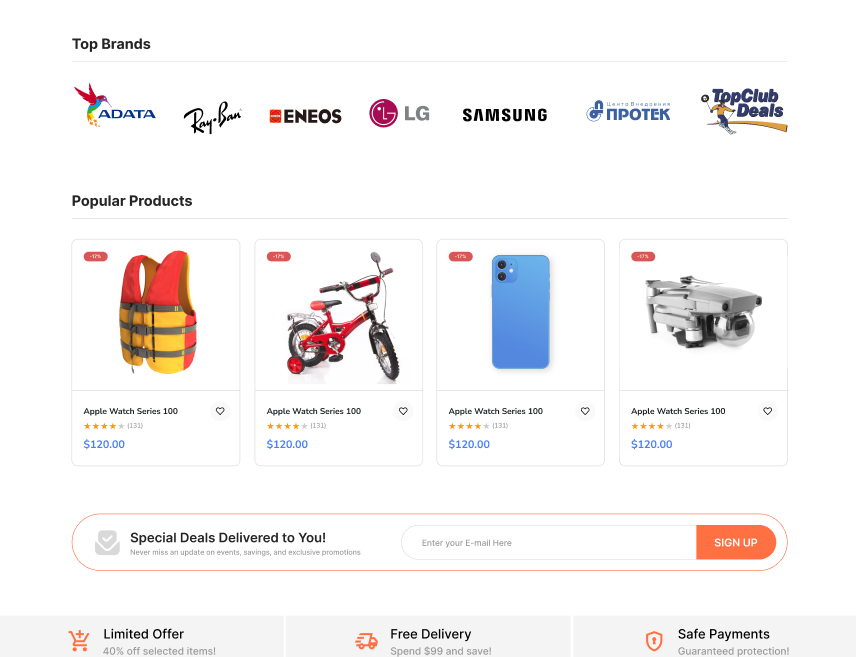 Top Brands
ADATA
Ray-Ban
ENEOS
LG
SAMSUNG
Центр Внедрения
ПРОТЕК
TopClub
Deals
Popular Products
-17%
-17%
-17%
-17%
Apple Watch Series 100
(131)
$120.00
Apple Watch Series 100
(131)
$120.00
Apple Watch Series 100
(131)
$120.00
Apple Watch Series 100
(131)
$120.00
Special Deals Delivered to You!
Never miss an update on events, savings, and exclusive promotions
Enter your E-mail Here
SIGN UP
Limited Offer
40% off selected items!
Free Delivery
Spend $99 and save!
Safe Payments
Guaranteed protection!